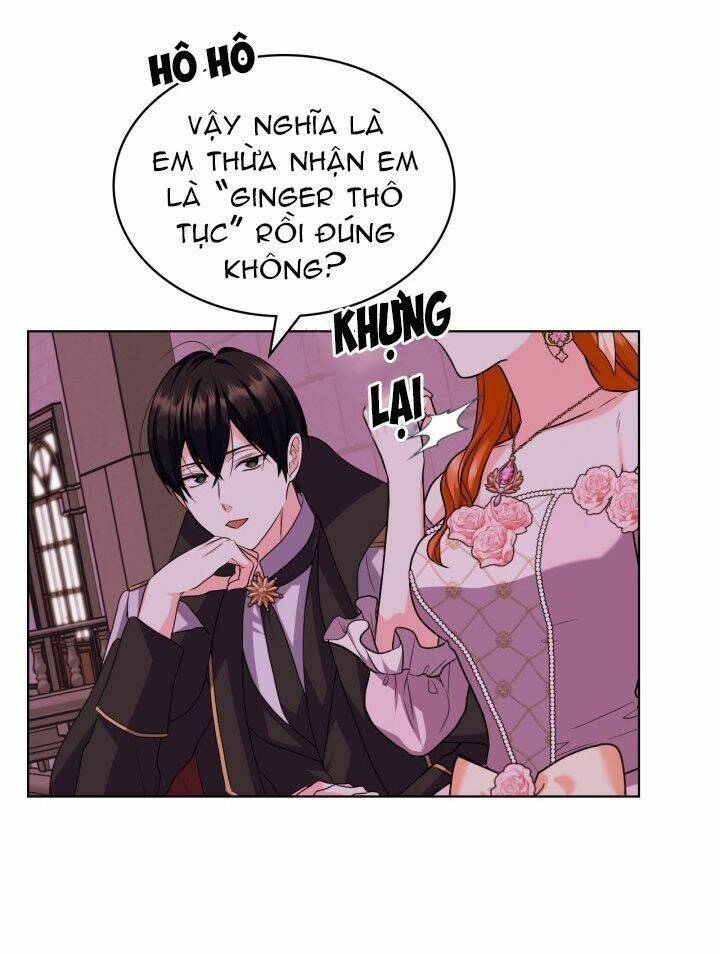 HÔ HÔ
VẬY NGHĨA LÀ
EM THỪA NHẬN EM
LÀ "GINGER THÔ
TỤC" RỒI ĐÚNG
KHÔNG?
KHỰNG
LẠI